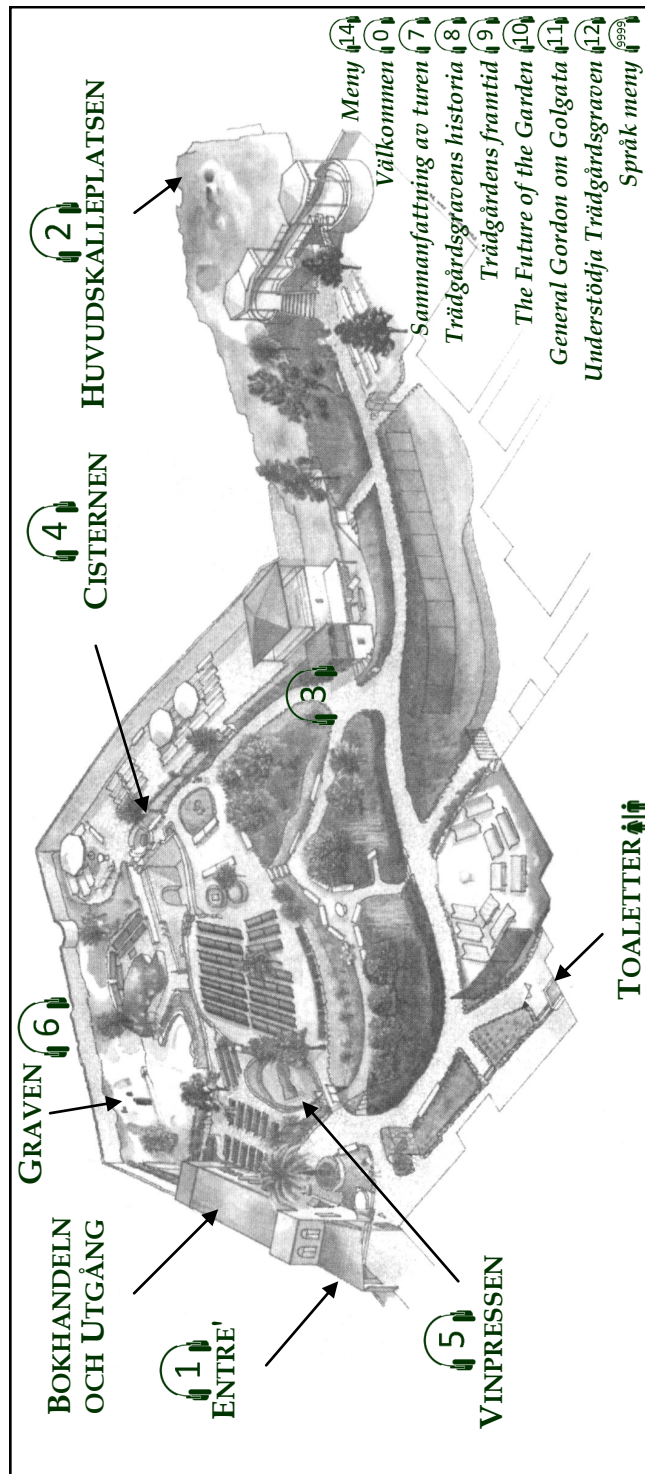 BOKHANDELN
OCH UTGÅNG
1
ENTRE'
GRAVEN 6
4
CISTERNEN
2
HUVUDSKALLEPLATSEN
3
5
VINPRESSEN
TOALETTER
Meny 14
Välkommen 0
Sammanfattning av turen 7
Trädgårdsgravens historia 8
Trädgårdens framtid 9
The Future of the Garden 10
General Gordon om Golgata 11
Understödja Trädgårdsgraven 12
Språk meny 9999